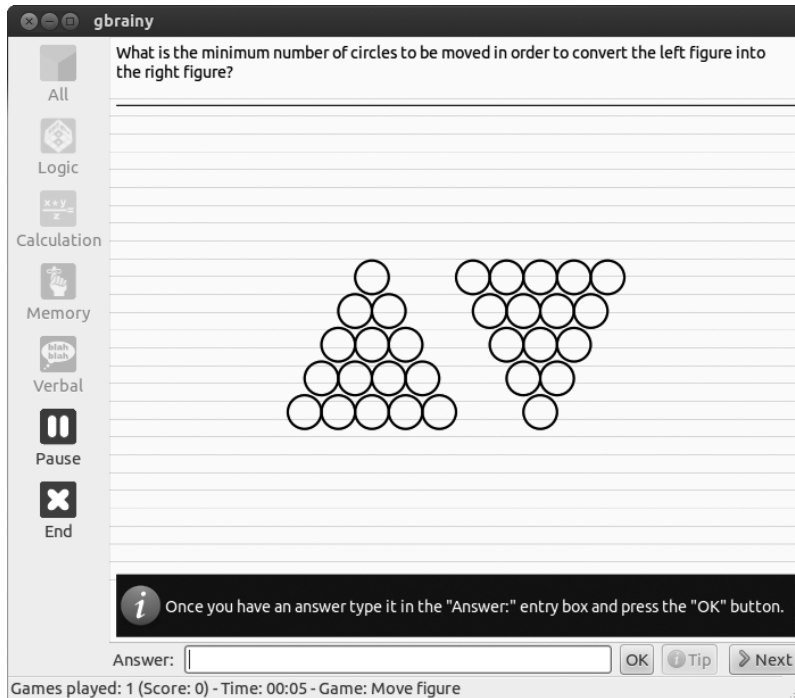 gbrainy
What is the minimum number of circles to be moved in order to convert the left figure into
the right figure?
All
Logic
x+y
z
=
Calculation
Memory
blah
blah
Verbal
Pause
End
i
Once you have an answer type it in the "Answer:" entry box and press the "OK" button.
Answer:
OK
Tip
Next
Games played: 1 (Score: 0) - Time: 00:05 - Game: Move figure